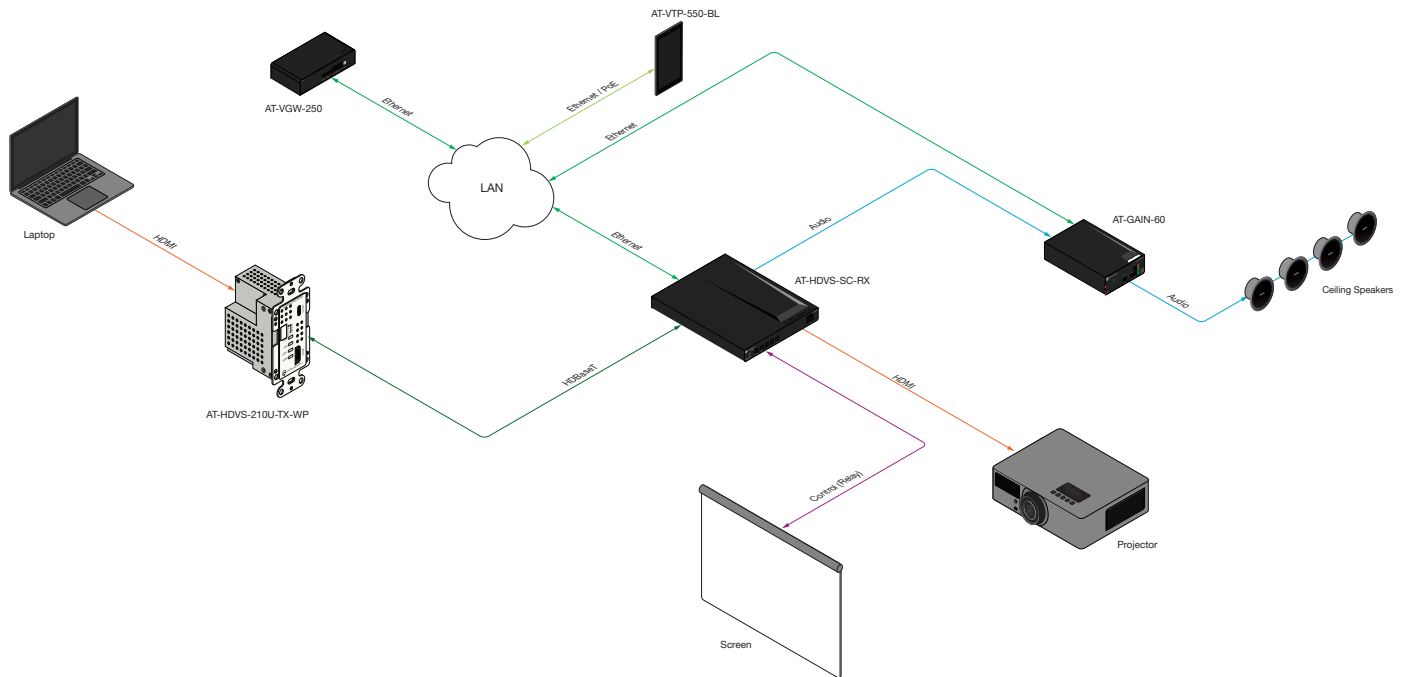 AT-VTP-550-BL
AT-VGW-250
Ethernet
Ethernet / PoE
Ethernet
LAN
Laptop
HDMI
Ethernet
Audio
AT-GAIN-60
AT-HDVS-SC-RX
Audio
Ceiling Speakers
HDBaseT
HDMI
AT-HDVS-210U-TX-WP
Control (Relay)
Projector
Screen